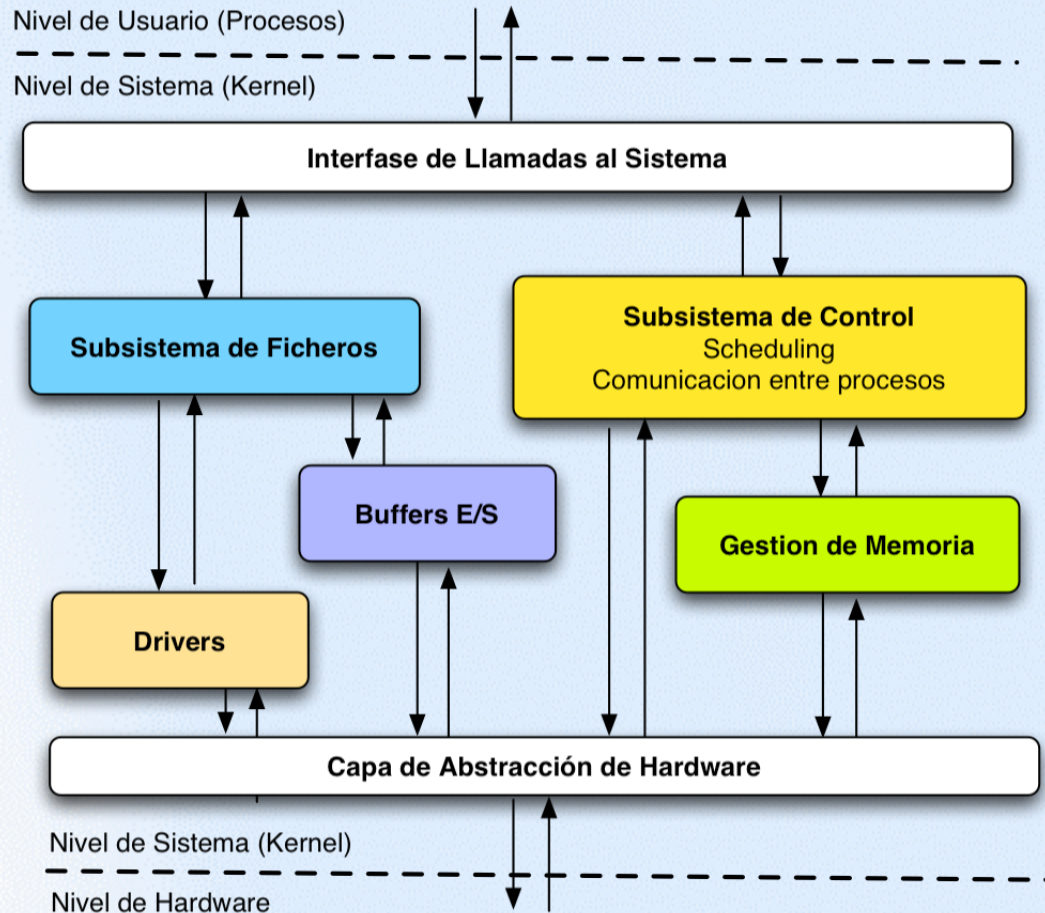 Nivel de Usuario (Procesos)
Nivel de Sistema (Kernel)
Interfase de Llamadas al Sistema
Subsistema de Ficheros
Subsistema de Control
Scheduling
Comunicacion entre procesos
Buffers E/S
Gestion de Memoria
Drivers
Capa de Abstracción de Hardware
Nivel de Sistema (Kernel)
Nivel de Hardware